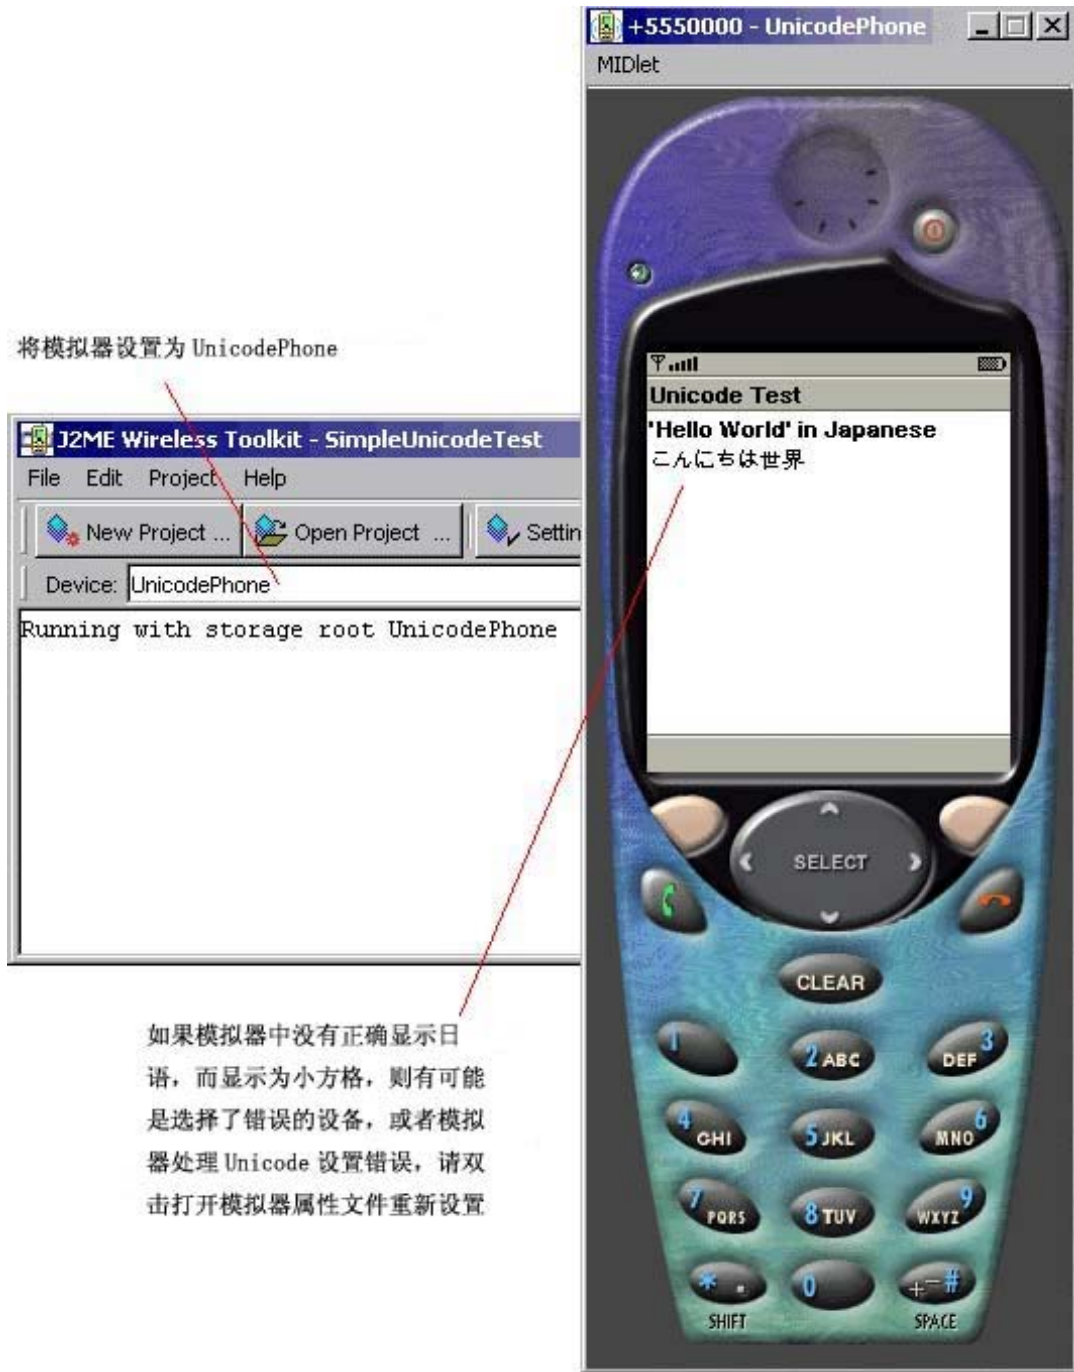 +5550000 - UnicodePhone
MIDlet
将模拟器设置为 UnicodePhone
J2ME Wireless Toolkit - SimpleUnicodeTest
File Edit Project Help
New Project ... Open Project ... Settin
Device: UnicodePhone
Running with storage root UnicodePhone
Unicode Test
'Hello World' in Japanese
こんにちは世界
SELECT
CLEAR
1 2 ABC DEF 3
4 GHI 5 JKL MNO 6
7 PQRS 8 TUV WXYZ 9
* . 0 +-#
SHIFT SPACE
如果模拟器中没有正确显示日
语，而显示为小方格，则有可能
是选择了错误的设备，或者模拟
器处理 Unicode 设置错误，请双
击打开模拟器属性文件重新设置